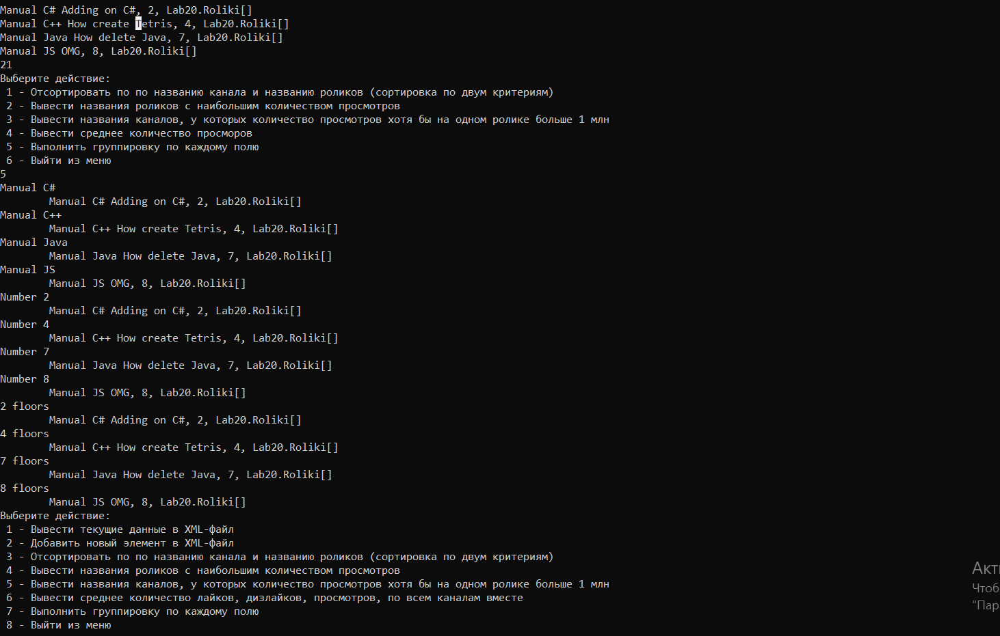 Manual C# Adding on C#, 2, Lab20.Roliki[]
Manual C++ How create Tetris, 4, Lab20.Roliki[]
Manual Java How delete Java, 7, Lab20.Roliki[]
Manual JS OMG, 8, Lab20.Roliki[]
21
Выберите действие:
1 - Отсортировать по по названию канала и названию роликов (сортировка по двум критериям)
2 - Вывести названия роликов с наибольшим количеством просмотров
3 - Вывести названия каналов, у которых количество просмотров хотя бы на одном ролике больше 1 млн
4 - Вывести среднее количество просморов
5 - Выполнить группировку по каждому полю
6 - Выйти из меню
5
Manual C#
Manual C# Adding on C#, 2, Lab20.Roliki[]
Manual C++
Manual C++ How create Tetris, 4, Lab20.Roliki[]
Manual Java
Manual Java How delete Java, 7, Lab20.Roliki[]
Manual JS
Manual JS OMG, 8, Lab20.Roliki[]
Number 2
Manual C# Adding on C#, 2, Lab20.Roliki[]
Number 4
Manual C++ How create Tetris, 4, Lab20.Roliki[]
Number 7
Manual Java How delete Java, 7, Lab20.Roliki[]
Number 8
Manual JS OMG, 8, Lab20.Roliki[]
2 floors
Manual C# Adding on C#, 2, Lab20.Roliki[]
4 floors
Manual C++ How create Tetris, 4, Lab20.Roliki[]
7 floors
Manual Java How delete Java, 7, Lab20.Roliki[]
8 floors
Manual JS OMG, 8, Lab20.Roliki[]
Выберите действие:
1 - Вывести текущие данные в XML-файл
2 - Добавить новый элемент в XML-файл
3 - Отсортировать по по названию канала и названию роликов (сортировка по двум критериям)
4 - Вывести названия роликов с наибольшим количеством просмотров
5 - Вывести названия каналов, у которых количество просмотров хотя бы на одном ролике больше 1 млн
6 - Вывести среднее количество лайков, дизлайков, просмотров, по всем каналам вместе
7 - Выполнить группировку по каждому полю
8 - Выйти из меню
Акти
Чтоб
"Пар